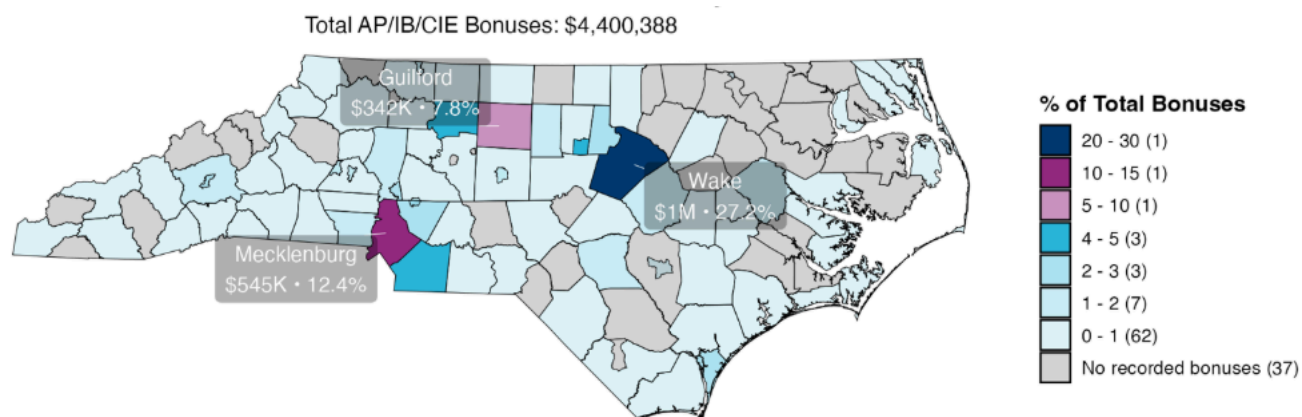 Total AP/IB/CIE Bonuses: $4,400,388
Guilford
$342K • 7.8%
Wake
$1M • 27.2%
Mecklenburg
$545K • 12.4%
% of Total Bonuses
20 - 30 (1)
10 - 15 (1)
5 - 10 (1)
4 - 5 (3)
2 - 3 (3)
1 - 2 (7)
0 - 1 (62)
No recorded bonuses (37)